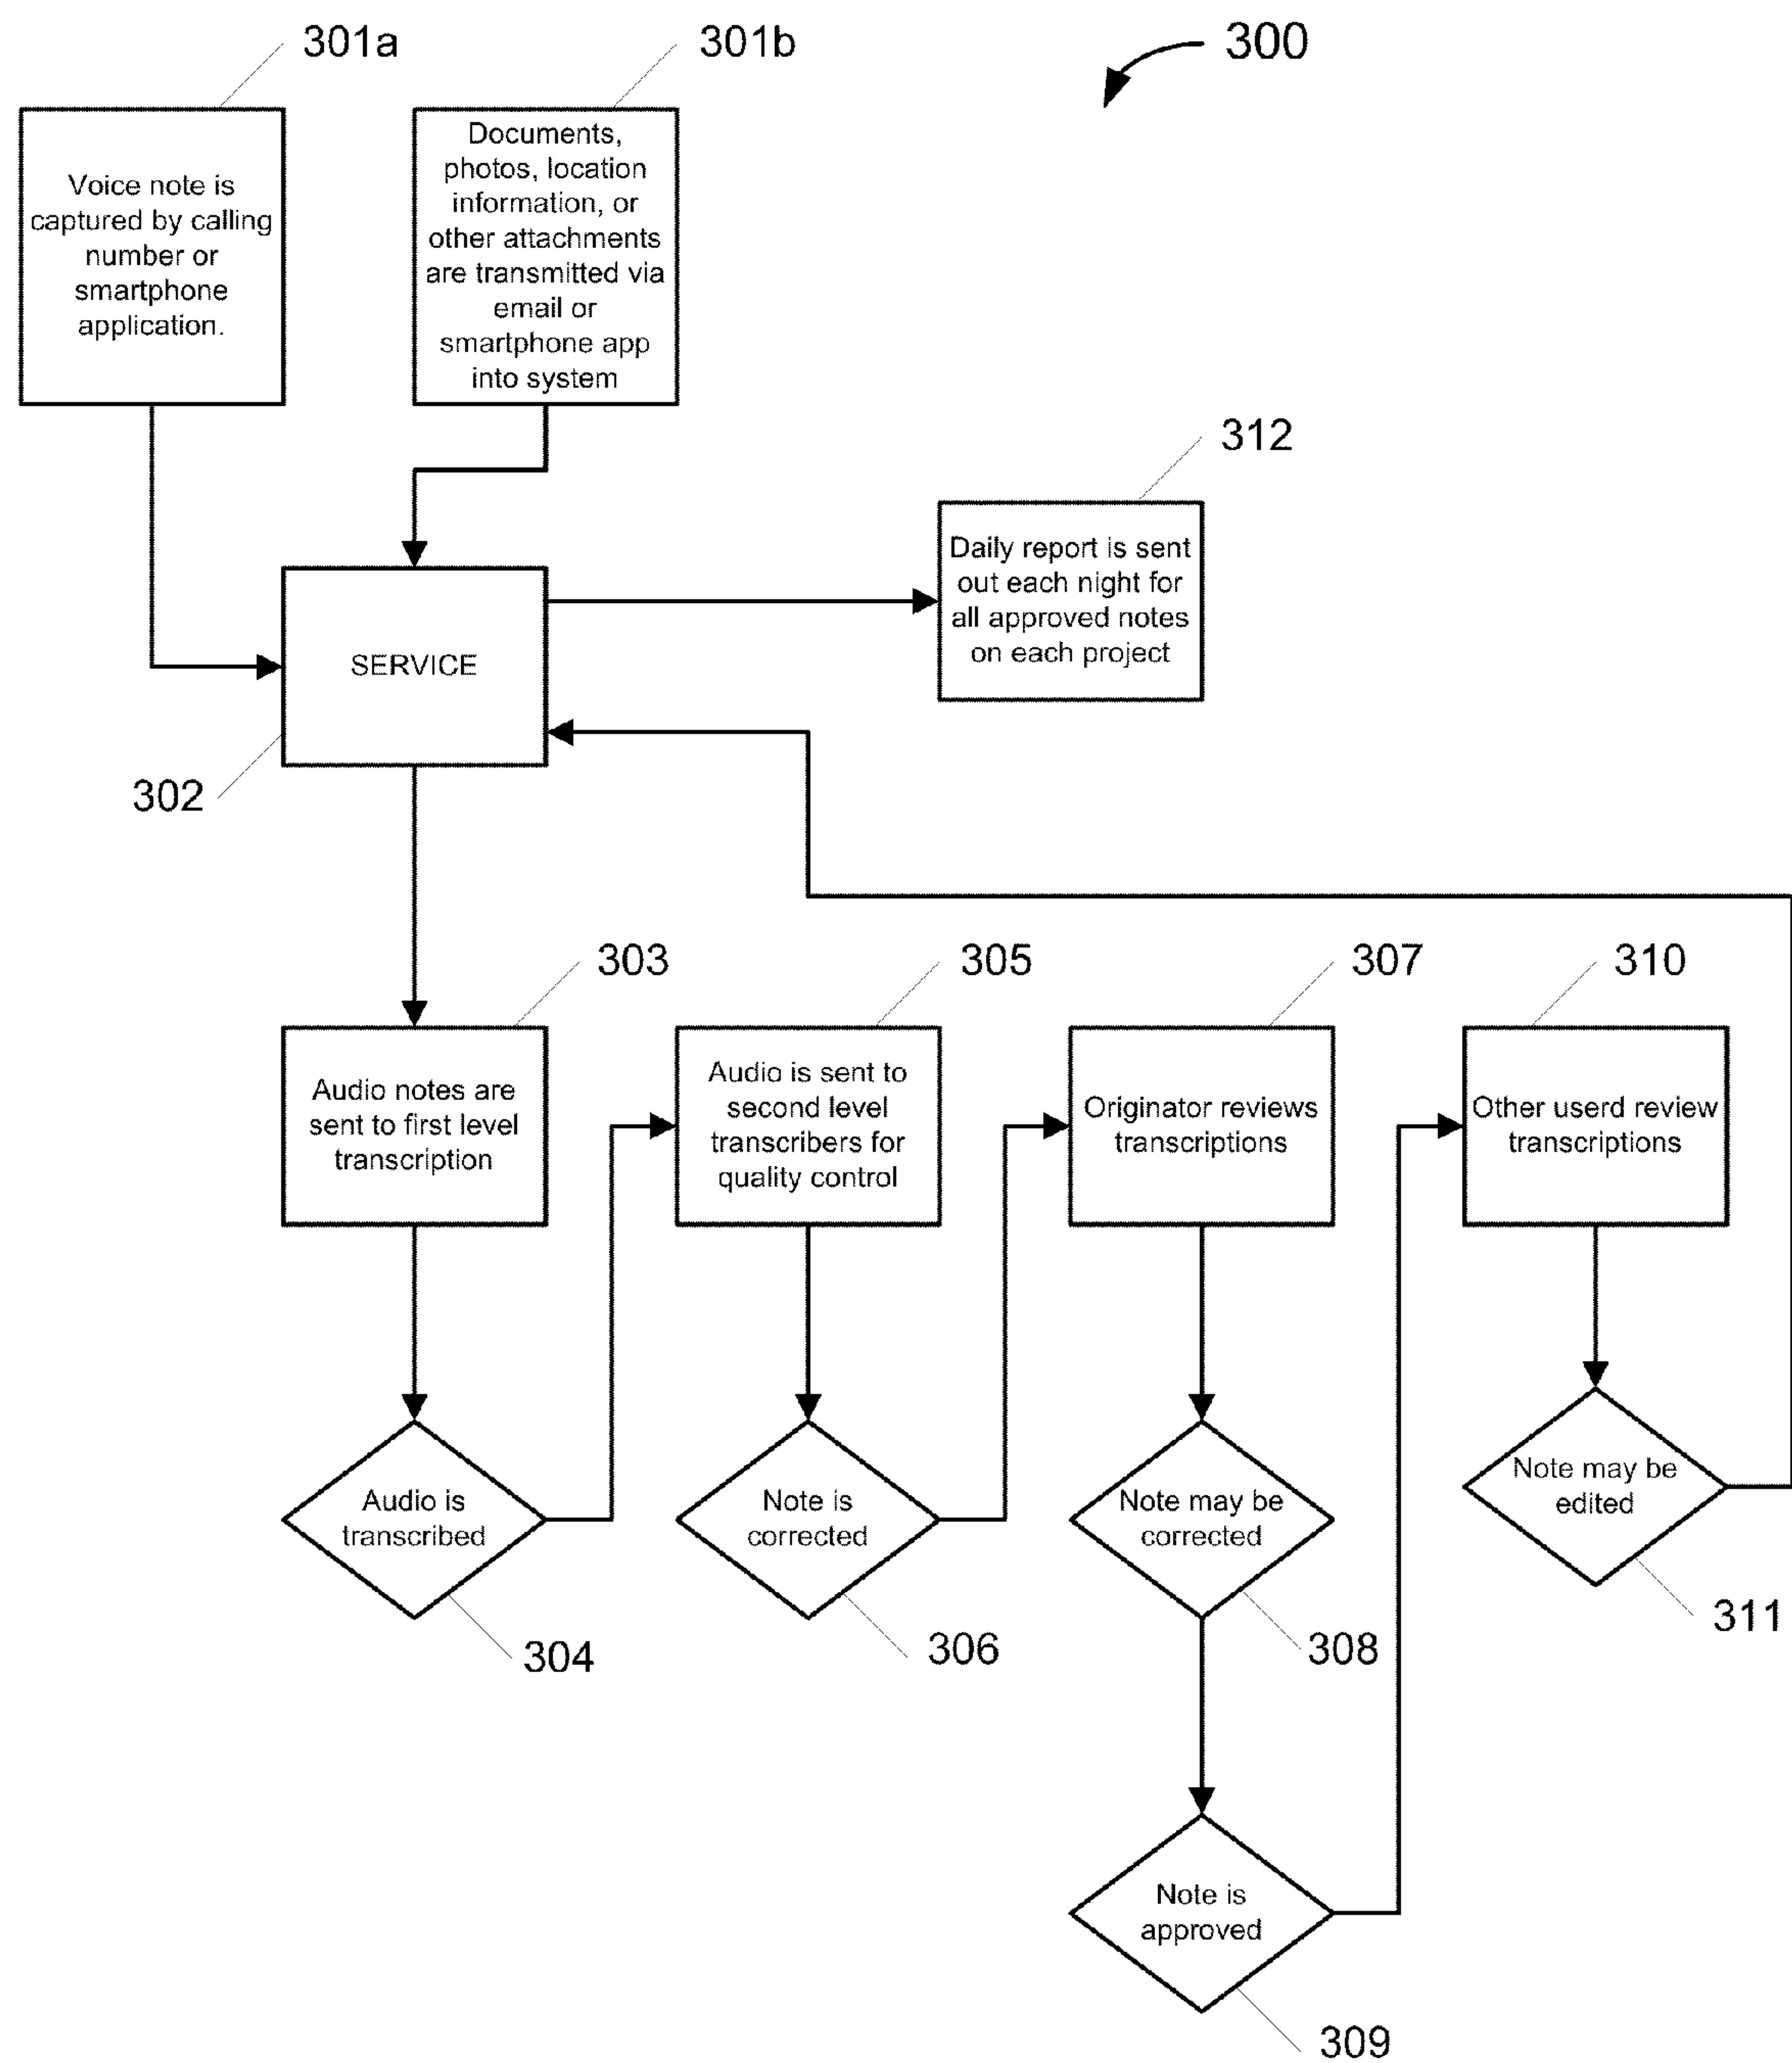 301a
301b
300
Voice note is
captured by calling
number or
smartphone
application.
Documents,
photos, location
information, or
other attachments
are transmitted via
email or
smartphone app
into system
312
Daily report is sent
out each night for
all approved notes
on each project
SERVICE
302
303
305
307
310
Audio notes are
sent to first level
transcription
Audio is sent to
second level
transcribers for
quality control
Originator reviews
transcriptions
Other userd review
transcriptions
Audio is
transcribed
Note is
corrected
Note may be
corrected
Note may be
edited
304
306
308
311
Note is
approved
309